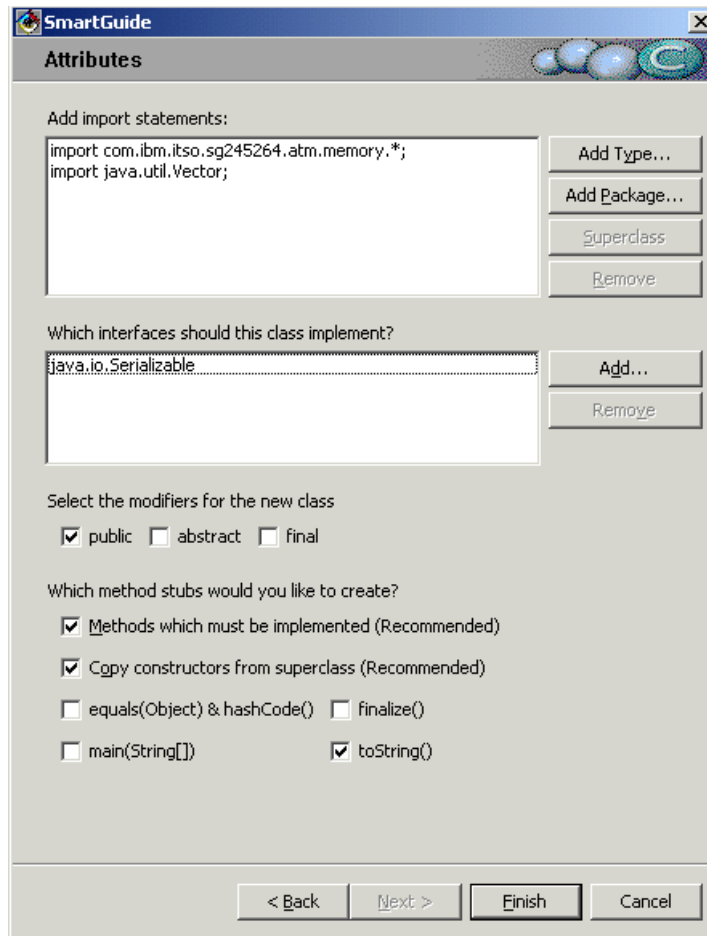 SmartGuide
Attributes
Add import statements:
import com.ibm.itso.sg245264.atm.memory.*;
import java.util.Vector;
Add Type...
Add Package...
Superclass
Remove
Which interfaces should this class implement?
java.io.Serializable
Add...
Remove
Select the modifiers for the new class
public abstract final
Which method stubs would you like to create?
Methods which must be implemented (Recommended)
Copy constructors from superclass (Recommended)
equals(Object) & hashCode() finalize()
main(String[]) toString()
< Back Next > Finish Cancel